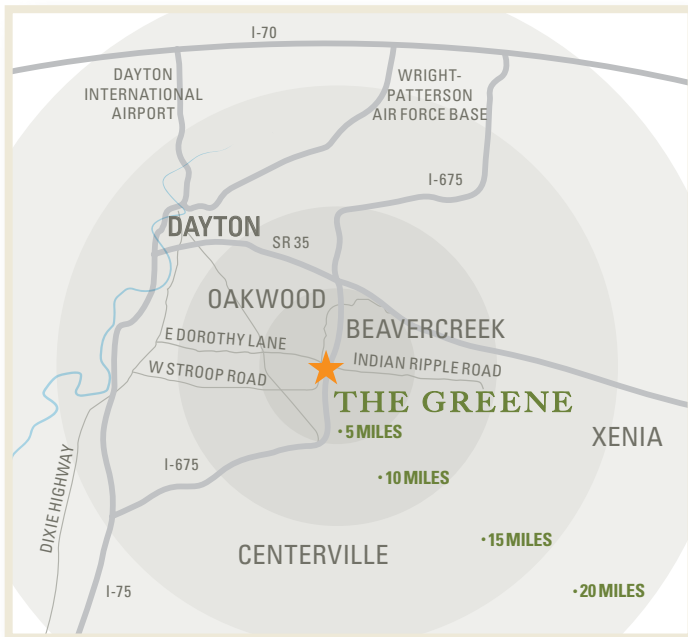 I-70
DAYTON
INTERNATIONAL
AIRPORT
WRIGHT-
PATTERSON
AIR FORCE BASE
I-675
DAYTON
SR 35
OAKWOOD
BEAVERCREEK
E DOROTHY LANE
INDIAN RIPPLE ROAD
W STROOP ROAD
THE GREENE
• 5 MILES
XENIA
I-675
• 10 MILES
DIXIE HIGHWAY
• 15 MILES
CENTERVILLE
I-75
• 20 MILES